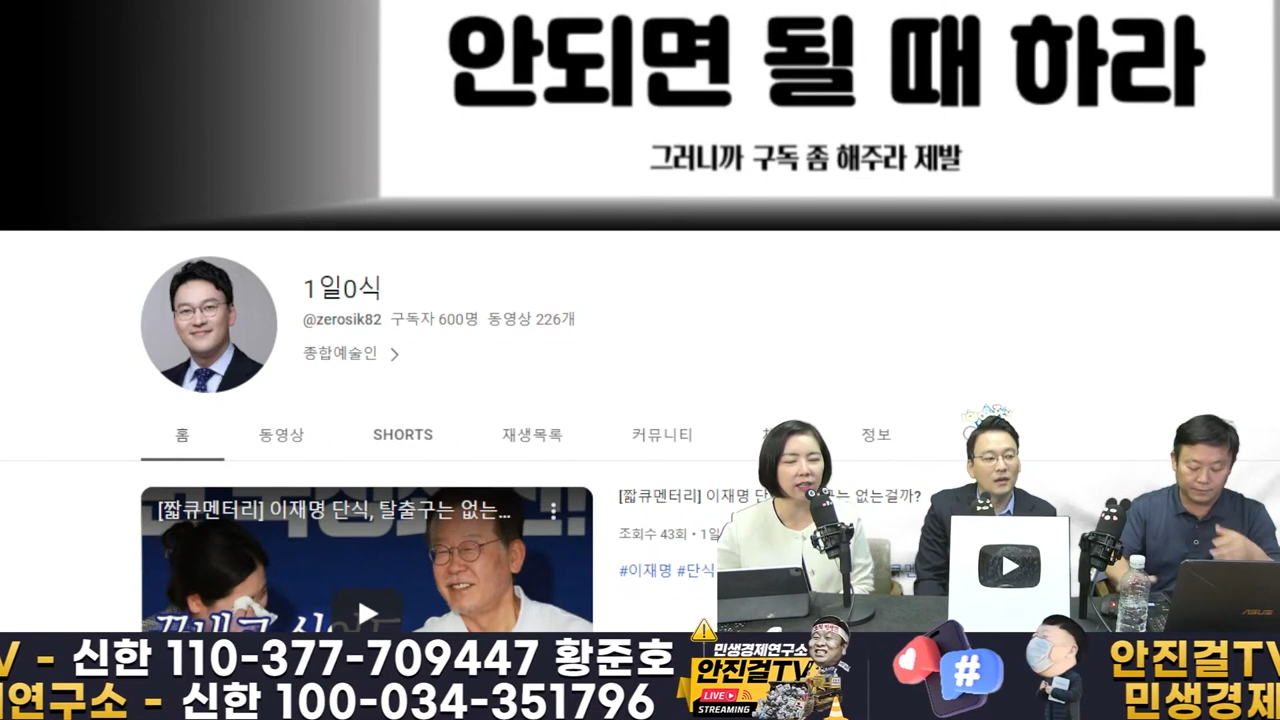 안되면 될 때 하라
그러니까 구독 좀 해주라 제발
1일0식
@zerosik82 구독자 600명 동영상 226개
종합예술인
홈 동영상 SHORTS 재생목록 커뮤니티 정보
[짧큐멘터리] 이재명 단식, 탈출구는 없는...
[짧큐멘터리] 이재명 단 없는걸까?
조회수 43회 • 1일
#이재명 #단식
V - 신한 110-377-709447 황준호
연구소 - 신한 100-034-351796
민생경제연구소
안진걸TV
LIVE
STREAMING
#
안진걸TV
민생경제
ASUS